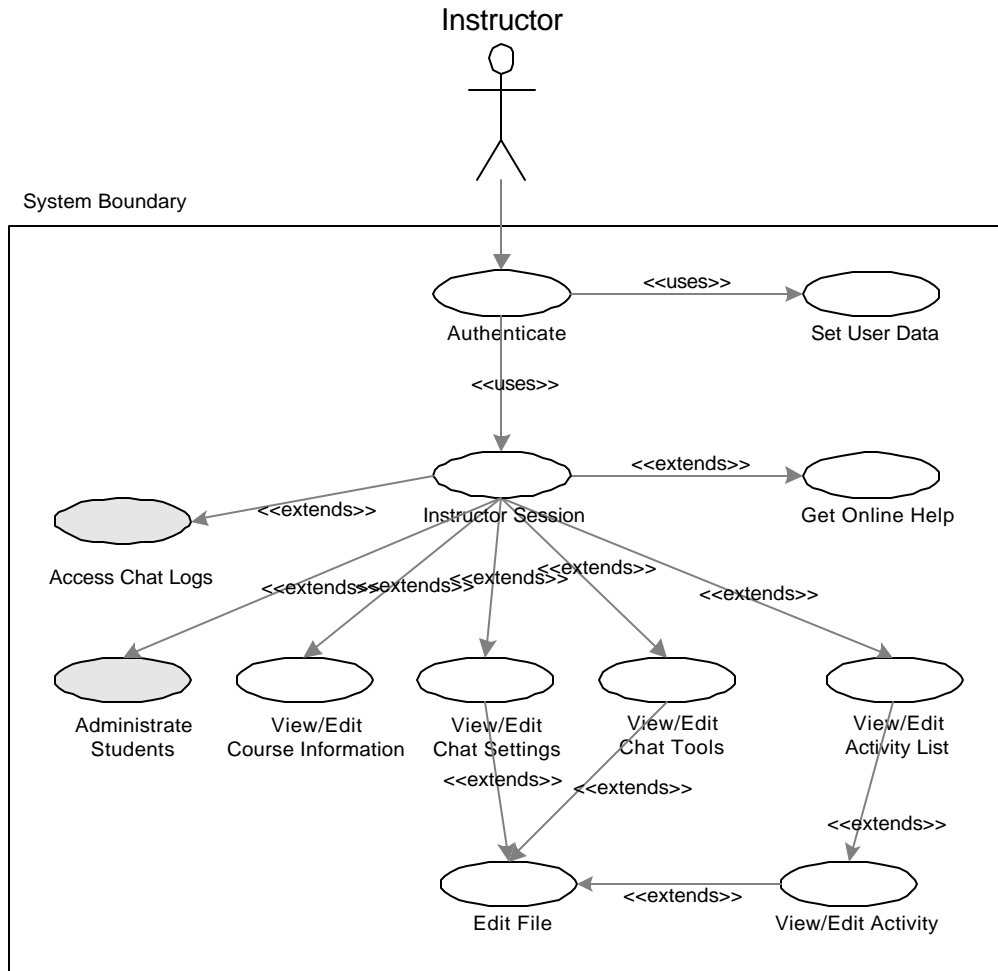 Instructor
System Boundary
<<uses>>
Authenticate
Set User Data
<<uses>>
<<extends>>
<<extends>>
Instructor Session
Get Online Help
Access Chat Logs
<<extends>>
<<extends>>
<<extends>>
<<extends>>
<<extends>>
Administrate
Students
View/Edit
Course Information
View/Edit
Chat Settings
View/Edit
Chat Tools
View/Edit
Activity List
<<extends>>
<<extends>>
<<extends>>
<<extends>>
Edit File
View/Edit Activity